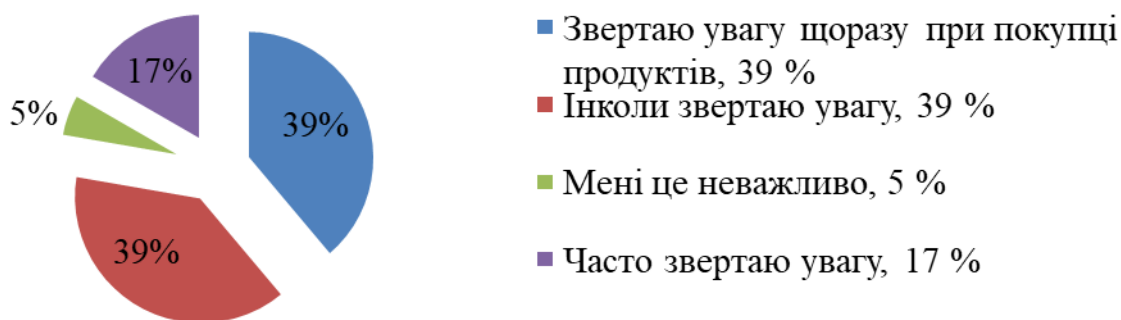 17%
5%
39%
39%
Звертаю увагу щоразу при покупці
продуктів, 39 %
Інколи звертаю увагу, 39 %
Мені це неважливо, 5 %
Часто звертаю увагу, 17 %